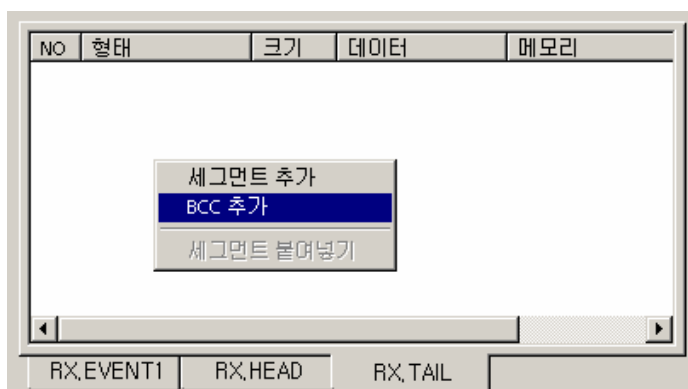 NO 형태 크기 데이터 메모리
세그먼트 추가
BCC 추가
세그먼트 붙여넣기
RX,EVENT1 RX,HEAD RX,TAIL